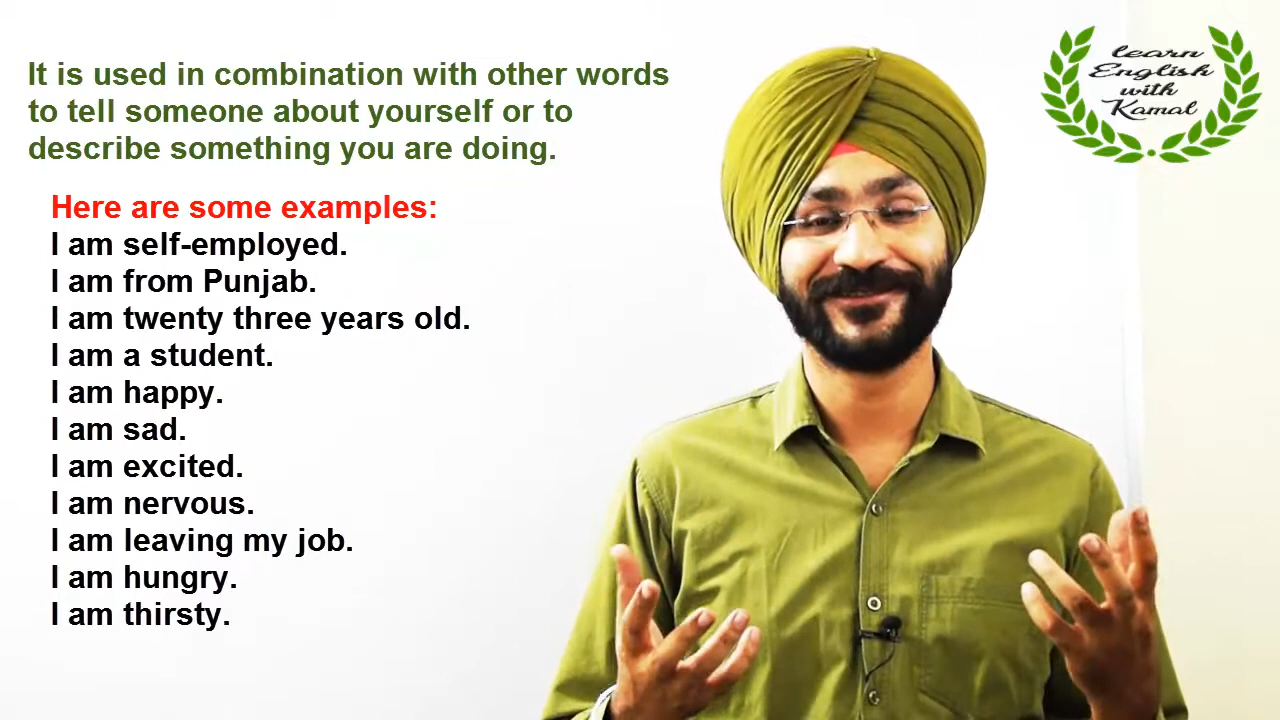 It is used in combination with other words
to tell someone about yourself or to
describe something you are doing.
Here are some examples:
I am self-employed.
I am from Punjab.
I am twenty three years old.
I am a student.
I am happy.
I am sad.
I am excited.
I am nervous.
I am leaving my job.
I am hungry.
I am thirsty.
learn
English
with
Kamal